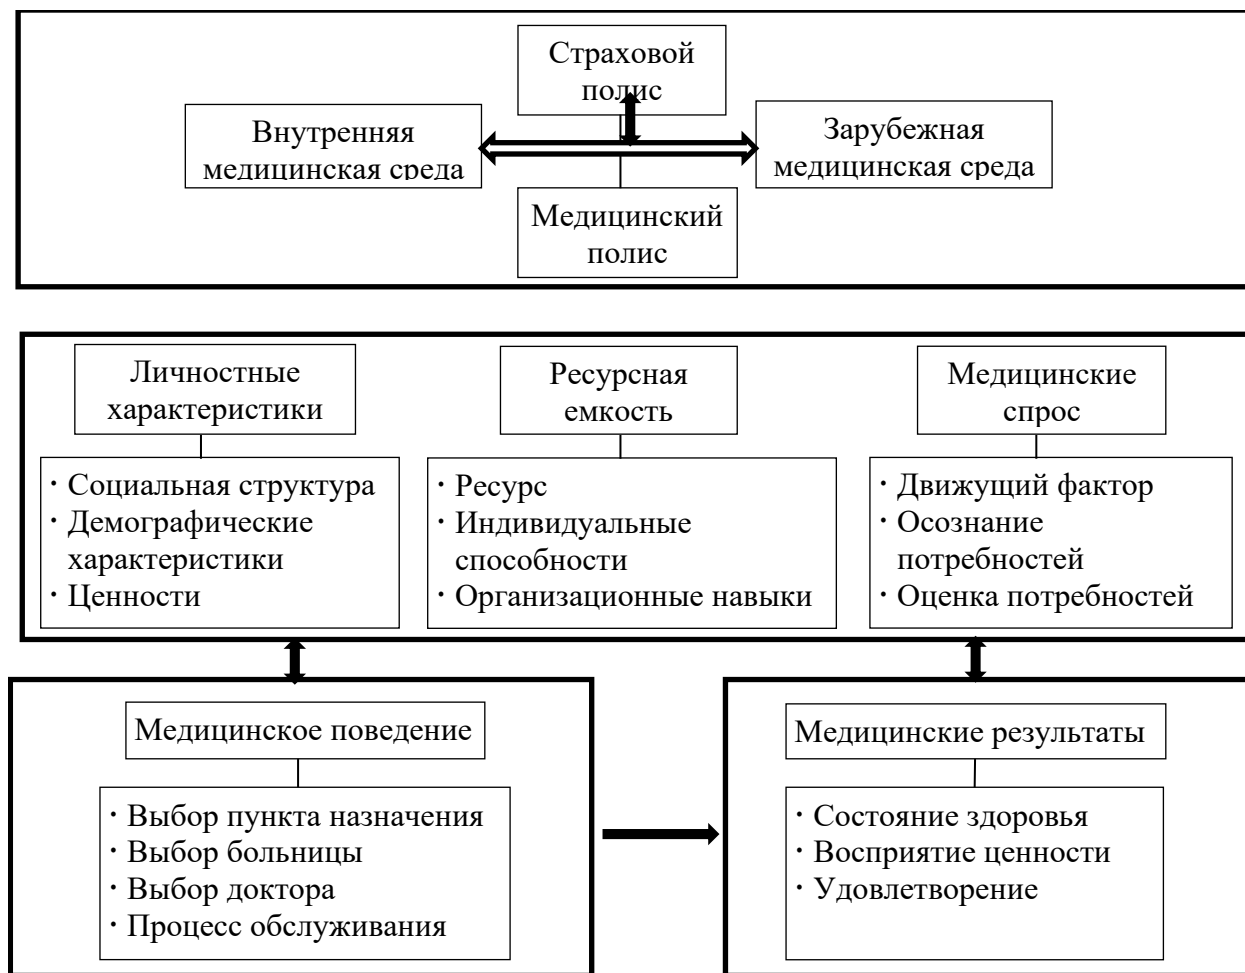 Страховой
полис
Внутренняя
медицинская среда
Зарубежная
медицинская среда
Медицинский
полис
Личностные
характеристики
Ресурсная
емкость
Медицинские
спрос
· Социальная структура
· Демографические
характеристики
· Ценности
· Ресурс
· Индивидуальные
способности
· Организационные навыки
· Движущий фактор
· Осознание
потребностей
· Оценка потребностей
Медицинское поведение
Медицинские результаты
· Выбор пункта назначения
· Выбор больницы
· Выбор доктора
· Процесс обслуживания
· Состояние здоровья
· Восприятие ценности
· Удовлетворение